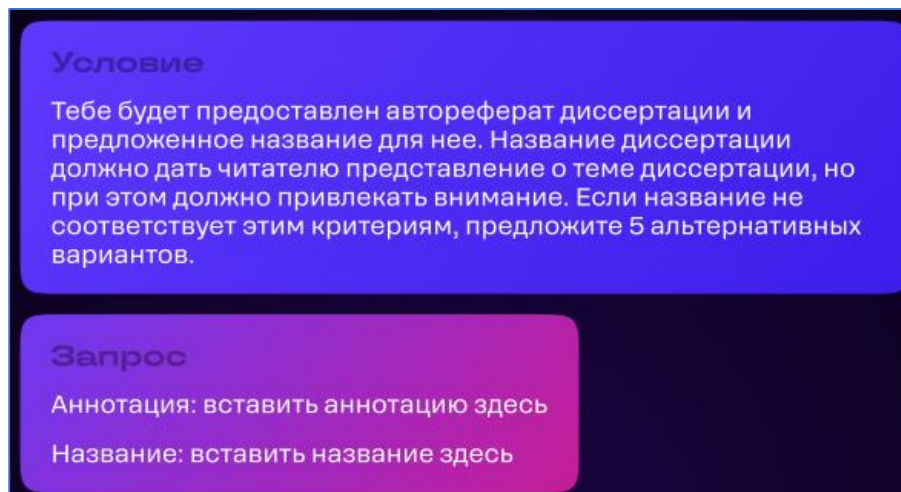 Условие
Тебе будет предоставлен автореферат диссертации и
предложенное название для нее. Название диссертации
должно дать читателю представление о теме диссертации, но
при этом должно привлекать внимание. Если название не
соответствует этим критериям, предложите 5 альтернативных
вариантов.
Запрос
Аннотация: вставить аннотацию здесь
Название: вставить название здесь